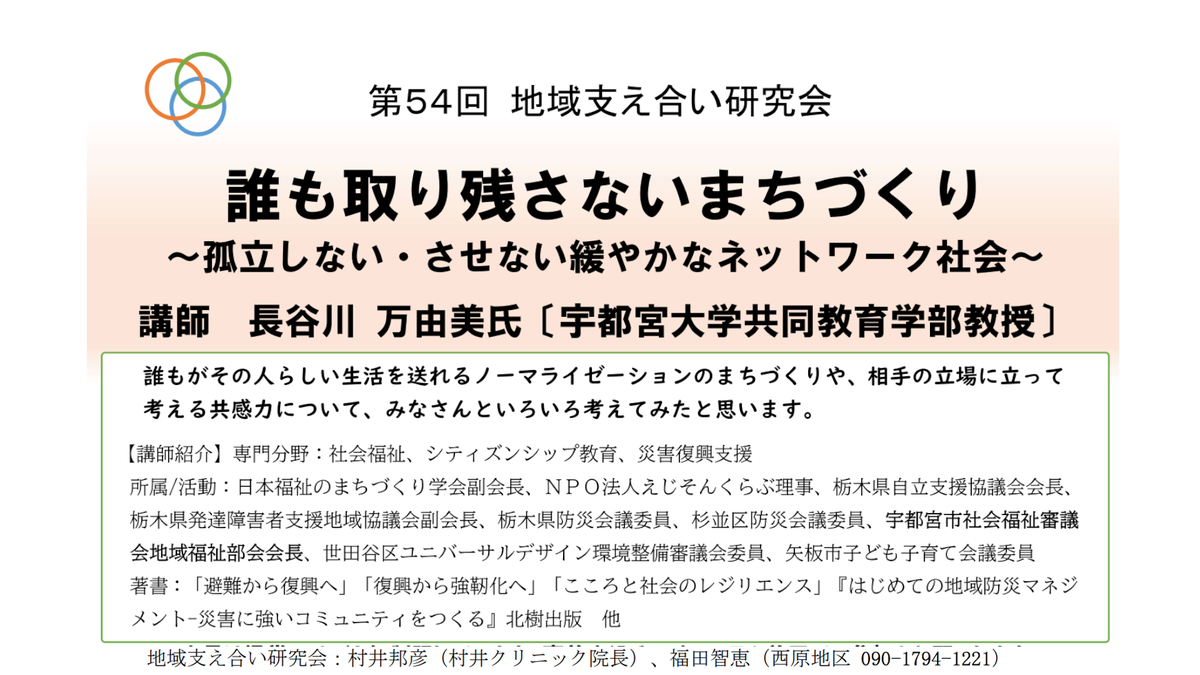 第54回 地域支え合い研究会
誰も取り残さないまちづくり
～孤立しない・させない緩やかなネットワーク社会～
講師　長谷川 万由美氏〔宇都宮大学共同教育学部教授〕
誰もがその人らしい生活を送れるノーマライゼーションのまちづくりや、相手の立場に立って
考える共感力について、みなさんといろいろ考えてみたと思います。
【講師紹介】専門分野：社会福祉、シティズンシップ教育、災害復興支援
所属/活動：日本福祉のまちづくり学会副会長、ＮＰＯ法人えじそんくらぶ理事、栃木県自立支援協議会会長、
栃木県発達障害者支援地域協議会副会長、栃木県防災会議委員、杉並区防災会議委員、宇都宮市社会福祉審議
会地域福祉部会会長、世田谷区ユニバーサルデザイン環境整備審議会委員、矢板市子ども子育て会議委員
著書：「避難から復興へ」「復興から強靭化へ」「こころと社会のレジリエンス」『はじめての地域防災マネジ
メント-災害に強いコミュニティをつくる』北樹出版　他
地域支え合い研究会：村井邦彦（村井クリニック院長）、福田智恵（西原地区 090-1794-1221）